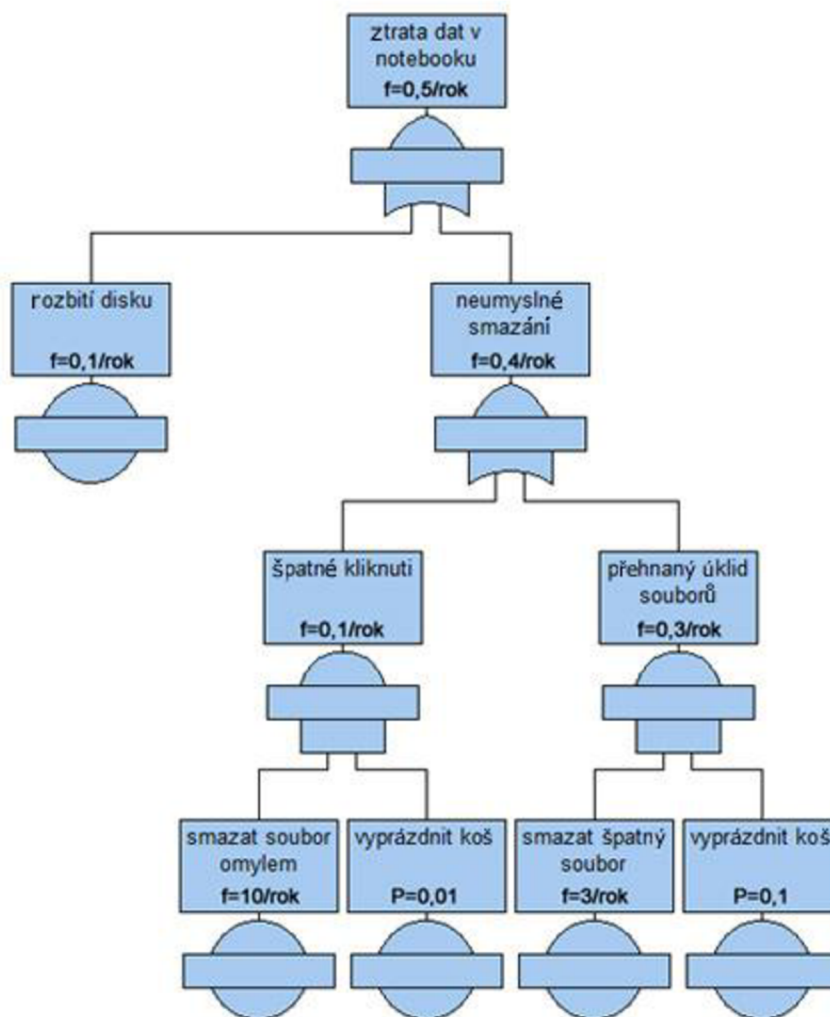 ztrata dat v
notebooku
f=0,5/rok
rozbití disku
f=0,1/rok
neumyslné
smazání
f=0,4/rok
špatné kliknuti
f=0,1/rok
přehnaný úklid
souborů
f=0,3/rok
smazat soubor
omylem
f=10/rok
vyprázdnit koš
P=0,01
smazat špatný
soubor
f=3/rok
vyprázdnit koš
P=0,1